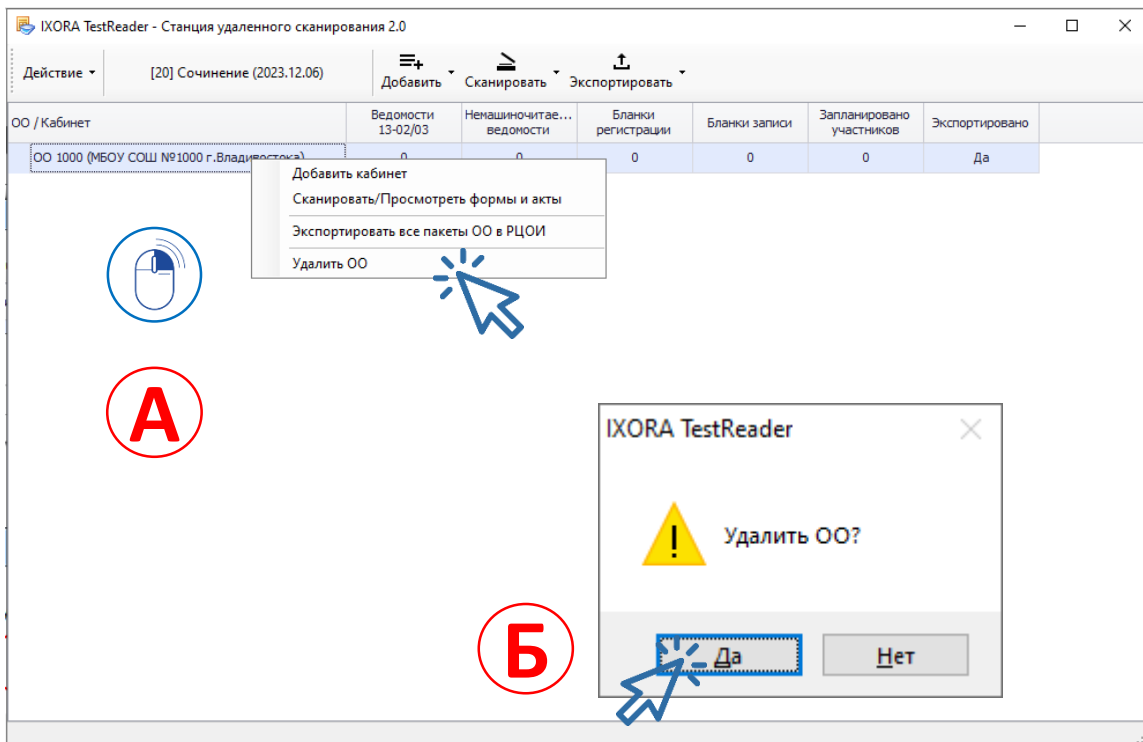 IXORA TestReader - Станция удаленного сканирования 2.0
Действие
[20] Сочинение (2023.12.06)
Добавить
Сканировать
Экспортировать
ОО / Кабинет
Ведомости 13-02/03
Немашиночитае... ведомости
Бланки регистрации
Бланки записи
Запланировано участников
Экспортировано
ОО 1000 (МБОУ СОШ №1000 г.Владивостока)
0
0
0
0
0
Да
Добавить кабинет
Сканировать/Просмотреть формы и акты
Экспортировать все пакеты ОО в РЦОИ
Удалить ОО
А
IXORA TestReader
Удалить ОО?
Б
Да
Нет